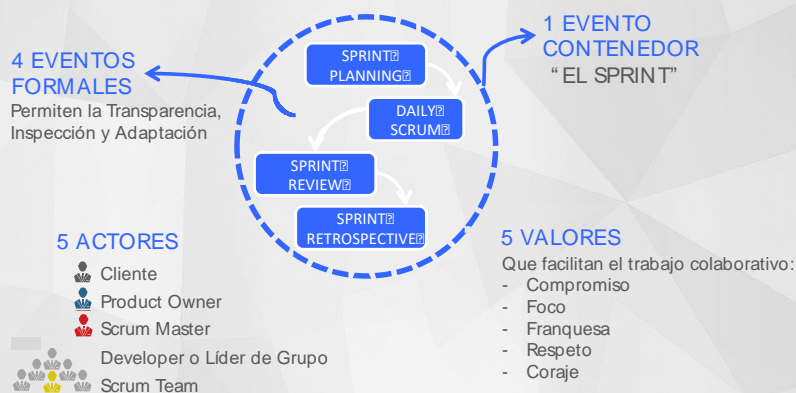 4 EVENTOS
FORMALES
Permiten la Transparencia,
Inspección y Adaptación
1 EVENTO
CONTENEDOR
“ EL SPRINT”
SPRINT
PLANNING
DAILY
SCRUM
SPRINT
REVIEW
SPRINT
RETROSPECTIVE
5 ACTORES
Cliente
Product Owner
Scrum Master
Developer o Líder de Grupo
Scrum Team
5 VALORES
Que facilitan el trabajo colaborativo:
- Compromiso
- Foco
- Franquesa
- Respeto
- Coraje